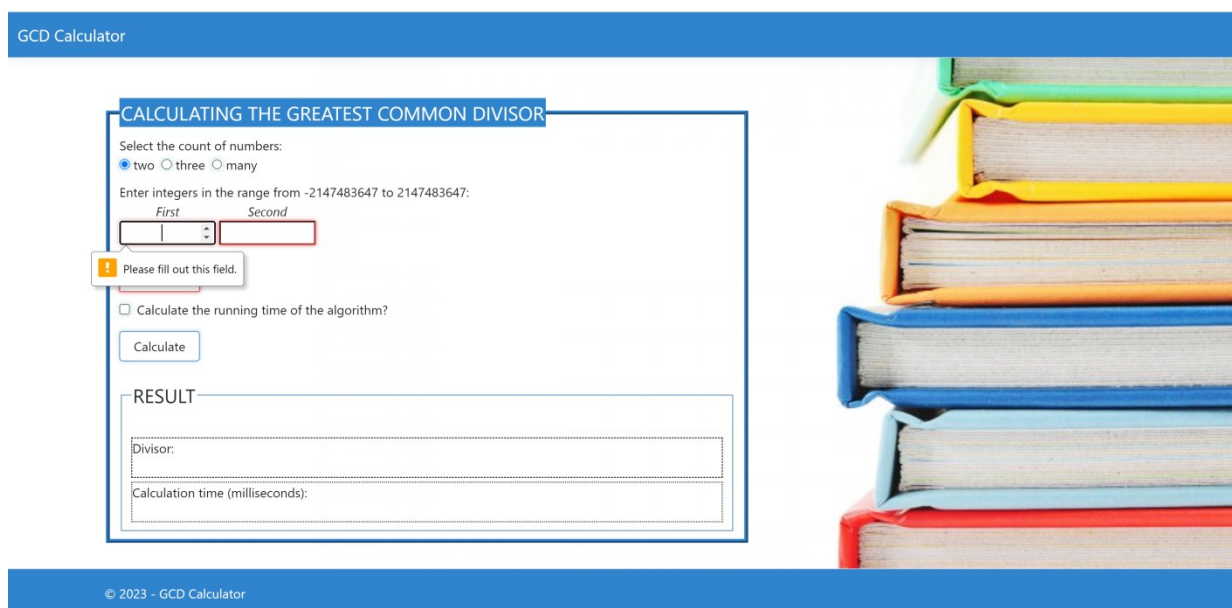 GCD Calculator
CALCULATING THE GREATEST COMMON DIVISOR
Select the count of numbers:
two three many
Enter integers in the range from -2147483647 to 2147483647:
First Second
! Please fill out this field.
Calculate the running time of the algorithm?
Calculate
RESULT
Divisor:
Calculation time (milliseconds):
© 2023 - GCD Calculator